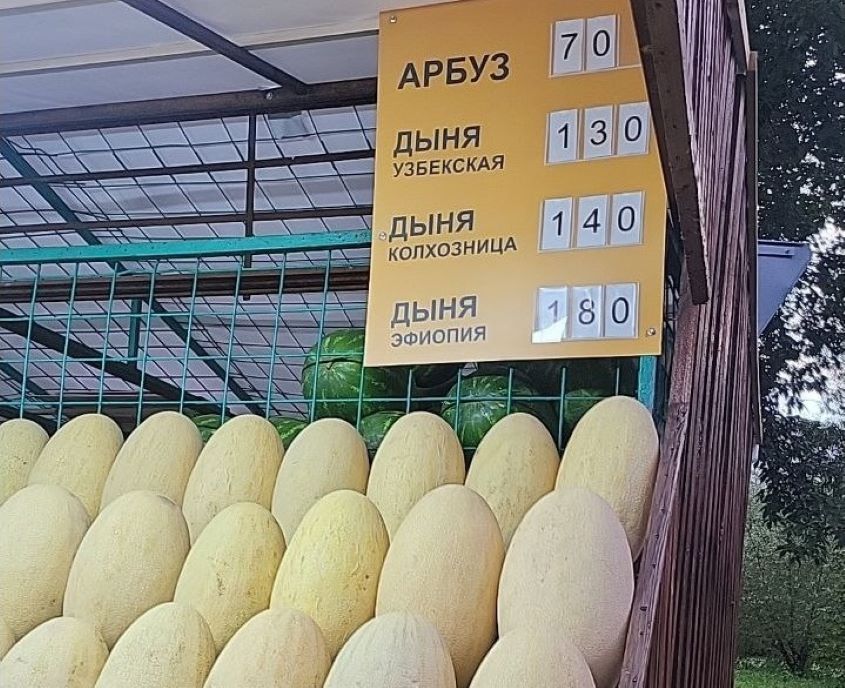 АРБУЗ 70
ДЫНЯ 130
УЗБЕКСКАЯ
ДЫНЯ 140
КОЛХОЗНИЦА
ДЫНЯ 180
ЭФИОПИЯ